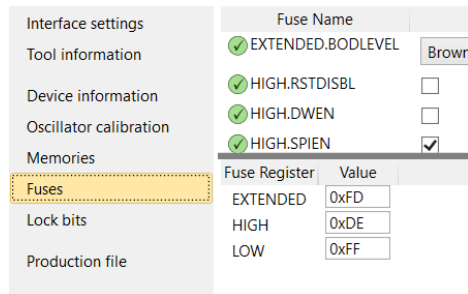 Interface settings
Tool information
Device information
Oscillator calibration
Memories
Fuses
Lock bits
Production file
Fuse Name
EXTENDED.BODLEVEL Brown
HIGH.RSTDISBL
HIGH.DWEN
HIGH.SPIEN
Fuse Register Value
EXTENDED 0xFD
HIGH 0xDE
LOW 0xFF